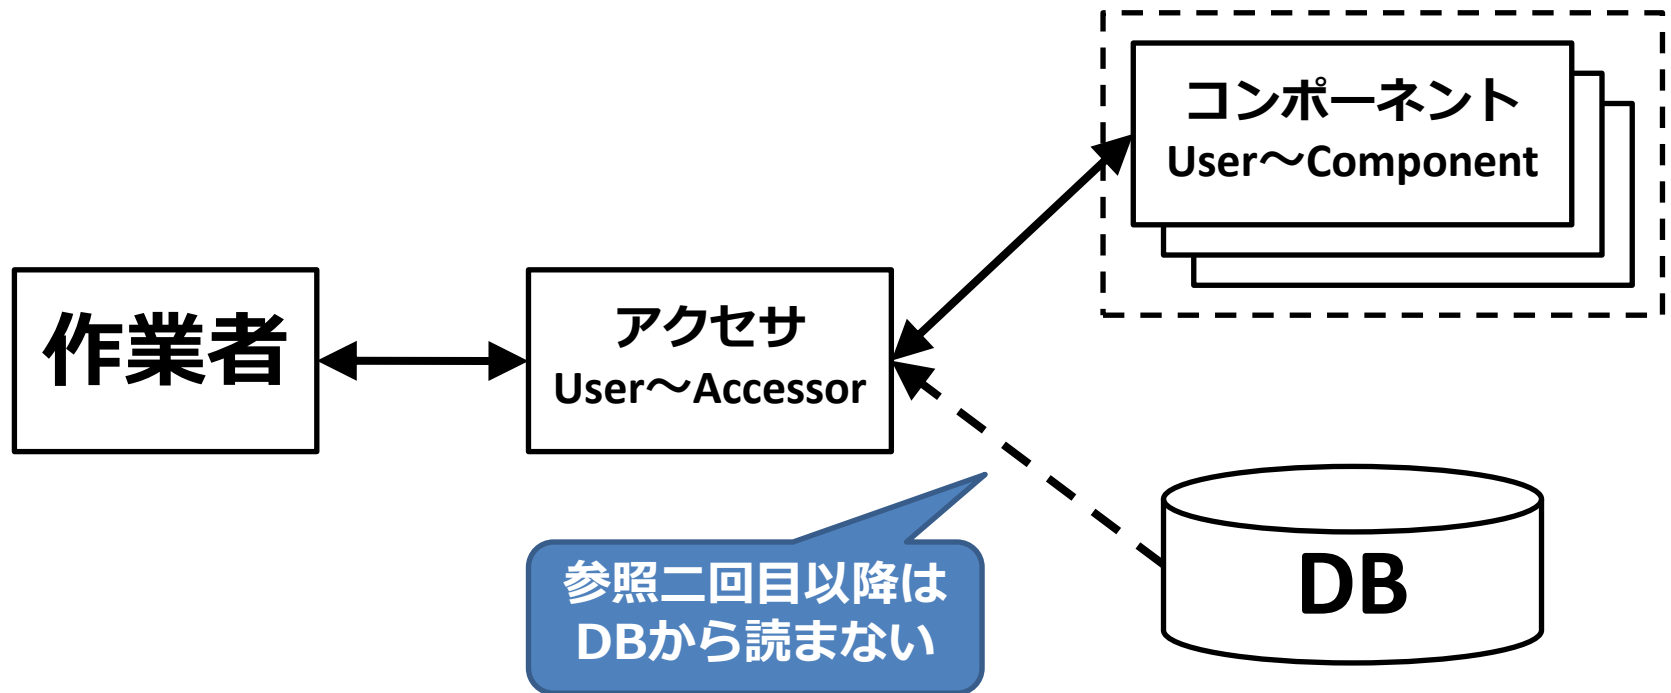 コンポーネント
User～Component
作業者
アクセサ
User～Accessor
参照二回目以降は
DBから読まない
DB